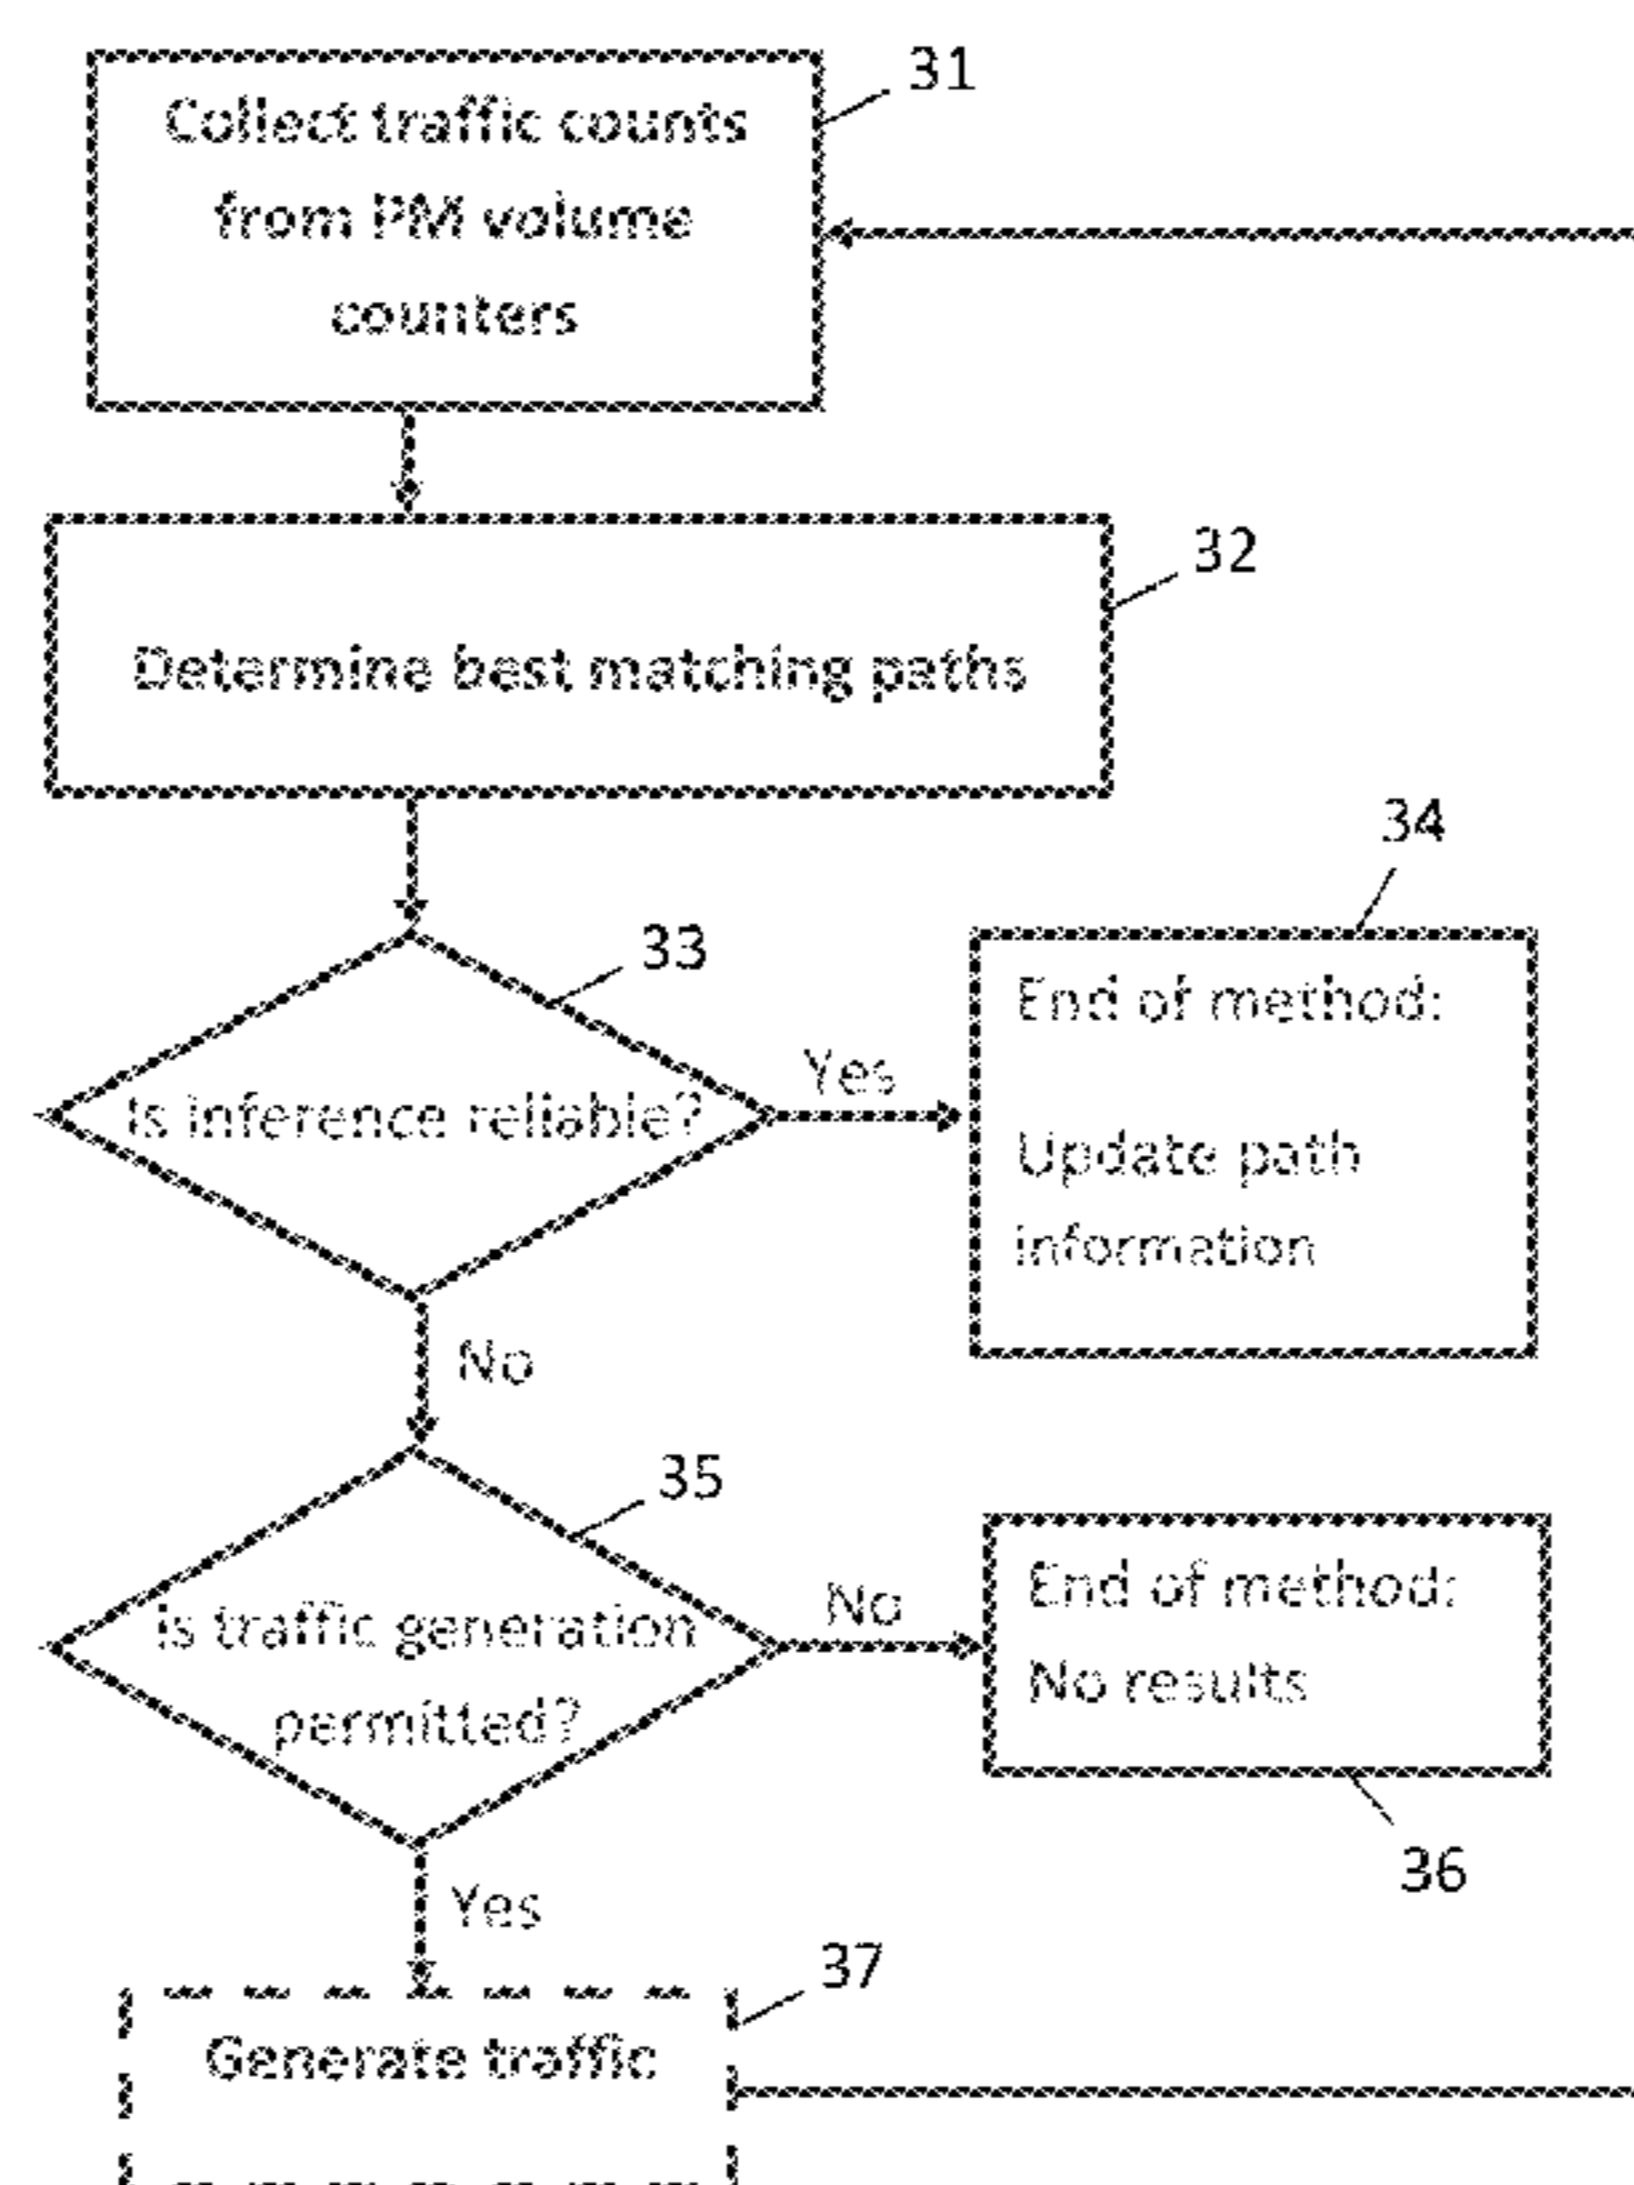 31
Collect traffic counts
from PM volume
counters
32
Determine best matching paths
33
Is inference reliable?
Yes
34
End of method:
Update path
information
No
35
Is traffic generation
permitted?
No
End of method:
No results
36
Yes
37
Generate traffic